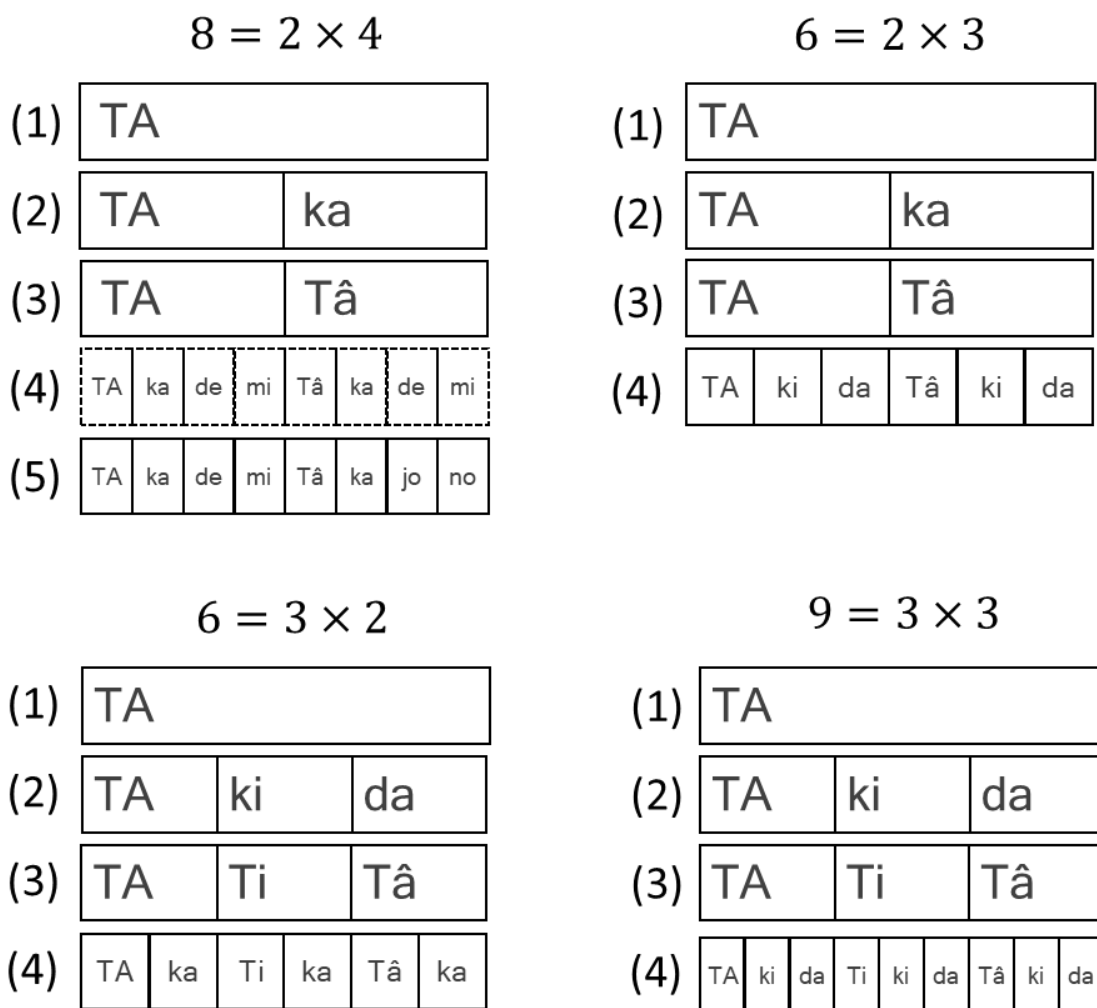 8 = 2 × 4
(1) TA
(2) TA ka
(3) TA Tâ
(4) TA ka de mi Tâ ka de mi
(5) TA ka de mi Tâ ka jo no
6 = 2 × 3
(1) TA
(2) TA ka
(3) TA Tâ
(4) TA ki da Tâ ki da
6 = 3 × 2
(1) TA
(2) TA ki da
(3) TA Ti Tâ
(4) TA ka Ti ka Tâ ka
9 = 3 × 3
(1) TA
(2) TA ki da
(3) TA Ti Tâ
(4) TA ki da Ti ki da Tâ ki da